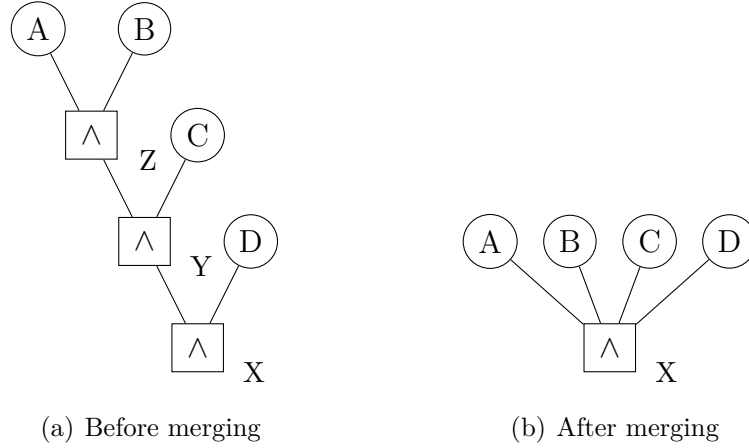 A B
∧ Z C
∧ Y D
∧ X
(a) Before merging
A B C D
∧ X
(b) After merging